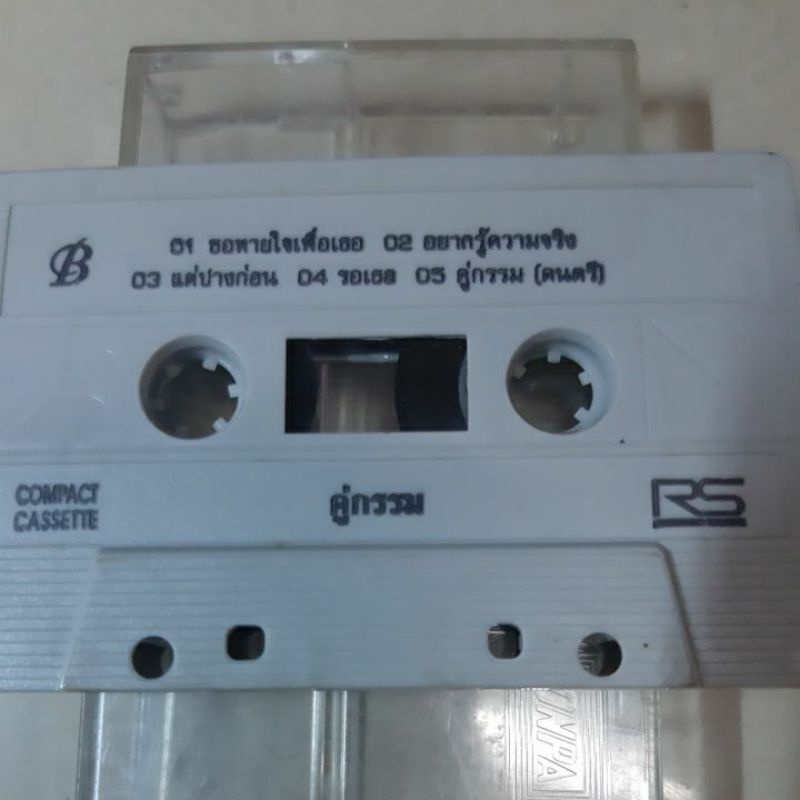 B
01 ขอตายใจเพื่อเธอ 02 อยากรู้ความจริง
03 แต่ปางก่อน 04 รอเธอ 05 คู่กรรม (ดนตรี)
COMPACT
CASSETTE
คู่กรรม
RS
ONPA